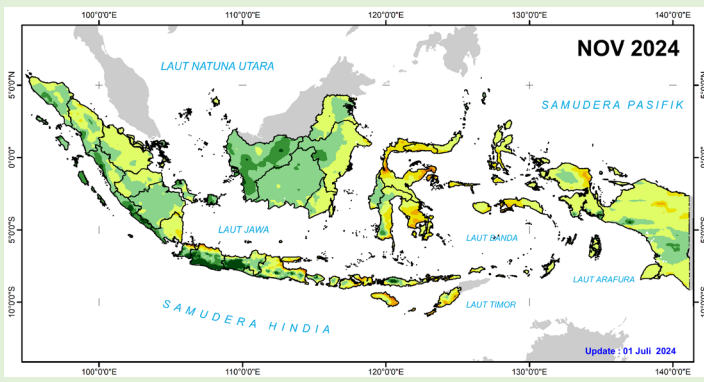 100°0'0"E 110°0'0"E 120°0'0"E 130°0'0"E 140°0'0"E
NOV 2024
LAUT NATUNA UTARA
5°0'0"N 5°0'0"N
SAMUDERA PASIFIK
0°0'0" 0°0'0"
LAUT JAWA
LAUT BANDA
5°0'0"S 5°0'0"S
LAUT ARAFURA
SAMUDERA HINDIA
LAUT TIMOR
10°0'0"S 10°0'0"S
Update : 01 Juli 2024
100°0'0"E 110°0'0"E 120°0'0"E 130°0'0"E 140°0'0"E